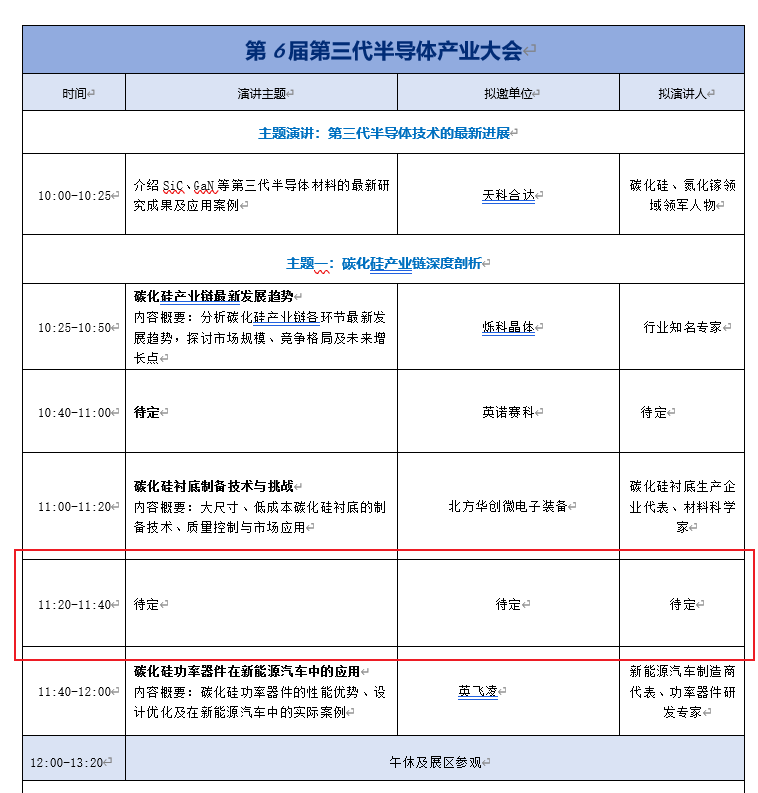 第6届第三代半导体产业大会
时间 演讲主题 拟邀单位 拟演讲人
主题演讲：第三代半导体技术的最新进展
10:00-10:25 介绍 SiC、GaN 等第三代半导体材料的最新研 天科合达 碳化硅、氮化镓领
究成果及应用案例 域领军人物
主题一：碳化硅产业链深度剖析
碳化硅产业链最新发展趋势
10:25-10:50 内容概要：分析碳化硅产业链各环节最新发 烁科晶体 行业知名专家
展趋势，探讨市场规模、竞争格局及未来增
长点
10:40-11:00 待定 英诺赛科 待定
碳化硅衬底制备技术与挑战 碳化硅衬底生产企
11:00-11:20 内容概要：大尺寸、低成本碳化硅衬底的制 北方华创微电子装备 业代表、材料科学
备技术、质量控制与市场应用 家
11:20-11:40 待定 待定 待定
碳化硅功率器件在新能源汽车中的应用 新能源汽车制造商
11:40-12:00 内容概要：碳化硅功率器件的性能优势、设 英飞凌 代表、功率器件研
计优化及在新能源汽车中的实际案例 发专家
12:00-13:20 午休及展区参观